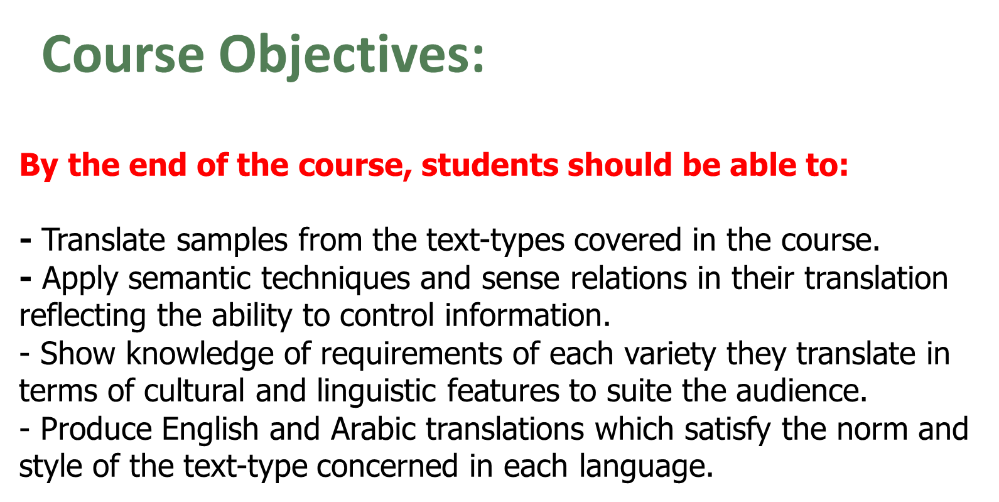 Course Objectives:
By the end of the course, students should be able to:
- Translate samples from the text-types covered in the course.
- Apply semantic techniques and sense relations in their translation
reflecting the ability to control information.
- Show knowledge of requirements of each variety they translate in
terms of cultural and linguistic features to suite the audience.
- Produce English and Arabic translations which satisfy the norm and
style of the text-type concerned in each language.